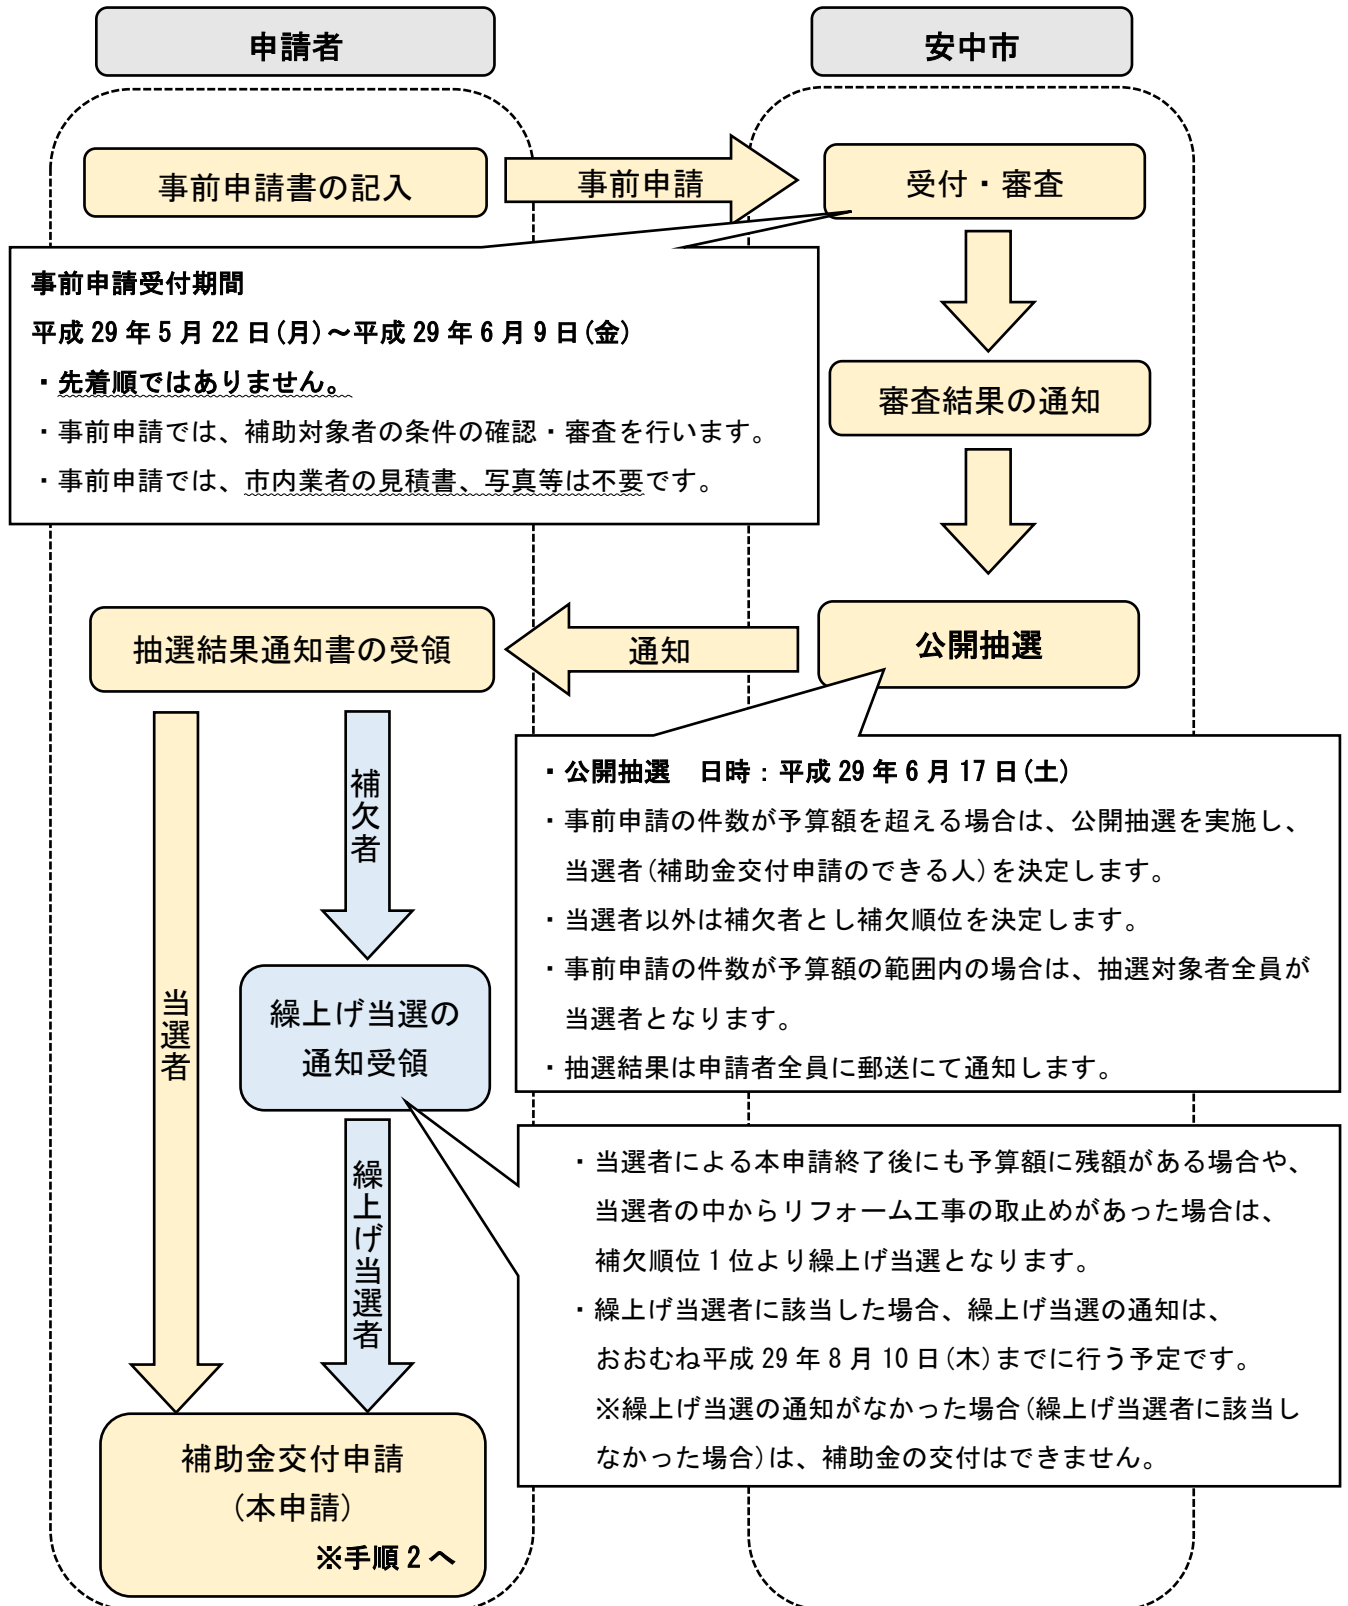 申請者
安中市
事前申請書の記入
事前申請
受付・審査
事前申請受付期間
平成 29 年 5 月 22 日(月)～平成 29 年 6 月 9 日(金)
・先着順ではありません。
・事前申請では、補助対象者の条件の確認・審査を行います。
・事前申請では、市内業者の見積書、写真等は不要です。
審査結果の通知
抽選結果通知書の受領
通知
公開抽選
・公開抽選　日時：平成 29 年 6 月 17 日(土)
・事前申請の件数が予算額を超える場合は、公開抽選を実施し、
当選者(補助金交付申請のできる人)を決定します。
・当選者以外は補欠者とし補欠順位を決定します。
・事前申請の件数が予算額の範囲内の場合は、抽選対象者全員が
当選者となります。
・抽選結果は申請者全員に郵送にて通知します。
補欠者
当選者
繰上げ当選の
通知受領
繰上げ当選者
・当選者による本申請終了後にも予算額に残額がある場合や、
当選者の中からリフォーム工事の取止めがあった場合は、
補欠順位 1 位より繰上げ当選となります。
・繰上げ当選者に該当した場合、繰上げ当選の通知は、
おおむね平成 29 年 8 月 10 日(木)までに行う予定です。
※繰上げ当選の通知がなかった場合(繰上げ当選者に該当し
なかった場合)は、補助金の交付はできません。
補助金交付申請
(本申請)
※手順 2 へ